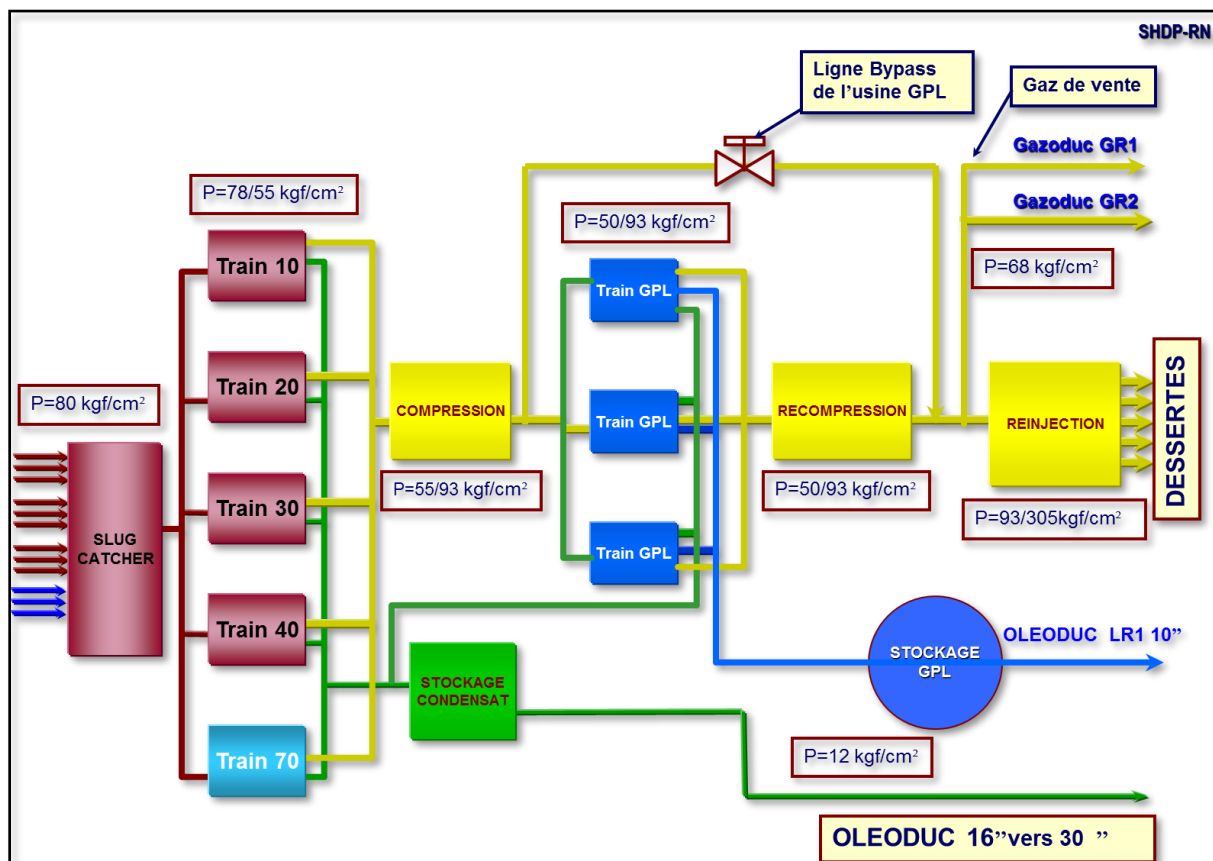 SHDP-RN
Ligne Bypass
de l’usine GPL
Gaz de vente
Gazoduc GR1
Gazoduc GR2
P=78/55 kgf/cm²
P=50/93 kgf/cm²
P=68 kgf/cm²
Train 10
Train GPL
Train 20
P=80 kgf/cm²
COMPRESSION
Train GPL
RECOMPRESSION
REINJECTION
DESSERTES
P=55/93 kgf/cm²
P=50/93 kgf/cm²
P=93/305kgf/cm²
Train 30
SLUG
CATCHER
Train GPL
Train 40
OLEODUC LR1 10”
STOCKAGE
GPL
STOCKAGE
CONDENSAT
Train 70
P=12 kgf/cm²
OLEODUC 16”vers 30 ”